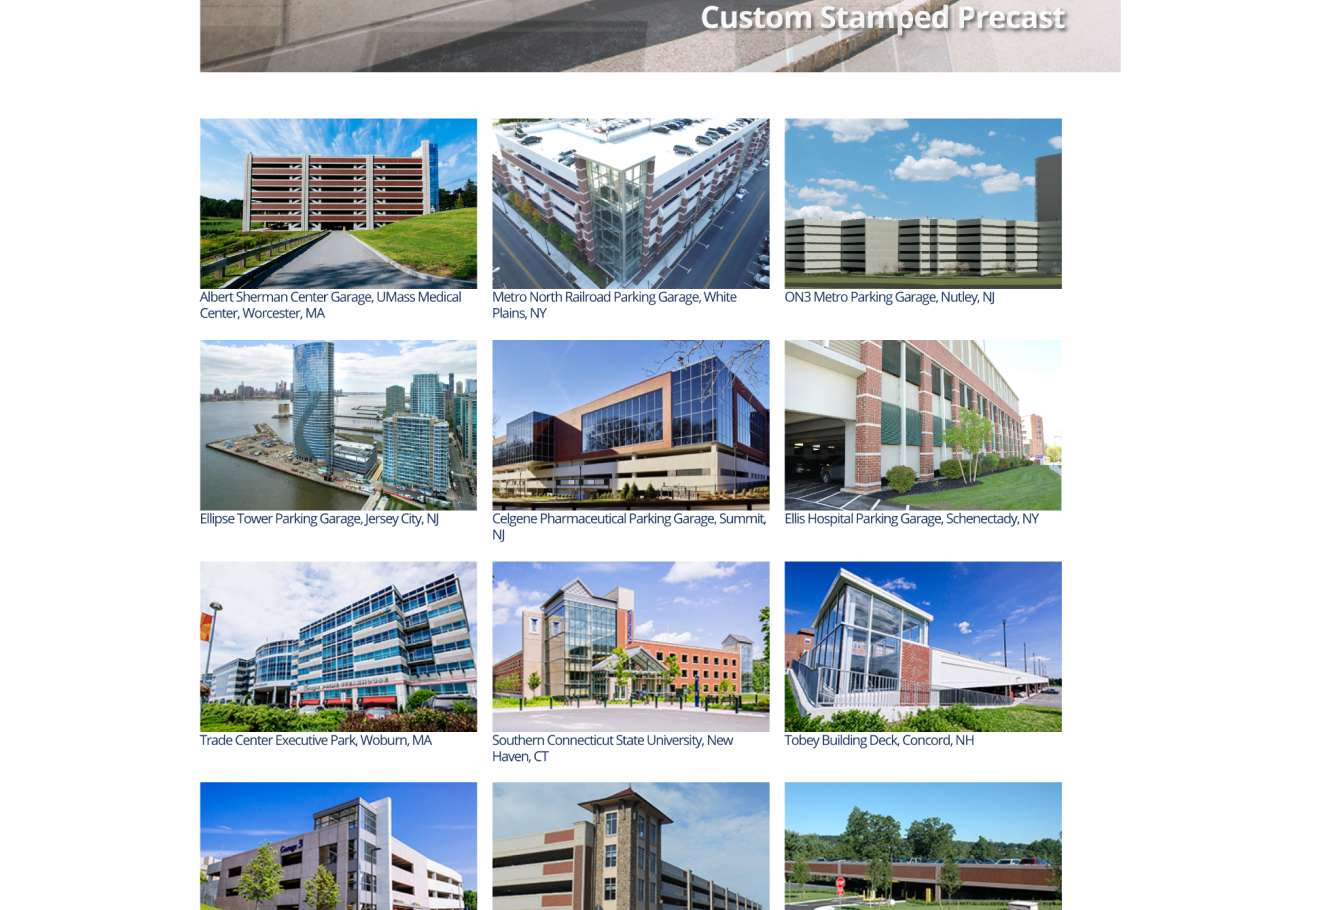 Custom Stamped Precast
Albert Sherman Center Garage, UMass Medical
Center, Worcester, MA
Metro North Railroad Parking Garage, White
Plains, NY
ON3 Metro Parking Garage, Nutley, NJ
Ellipse Tower Parking Garage, Jersey City, NJ
Celgene Pharmaceutical Parking Garage, Summit,
NJ
Ellis Hospital Parking Garage, Schenectady, NY
Trade Center Executive Park, Woburn, MA
Southern Connecticut State University, New
Haven, CT
Tobey Building Deck, Concord, NH
Garage 3